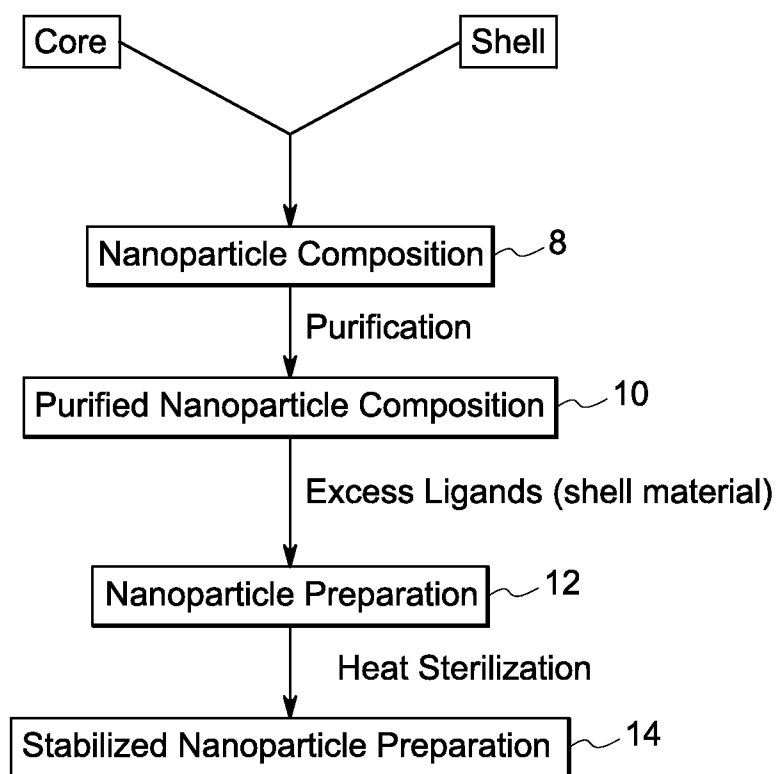 Core
Shell
Nanoparticle Composition
8
Purification
Purified Nanoparticle Composition
10
Excess Ligands (shell material)
Nanoparticle Preparation
12
Heat Sterilization
Stabilized Nanoparticle Preparation
14